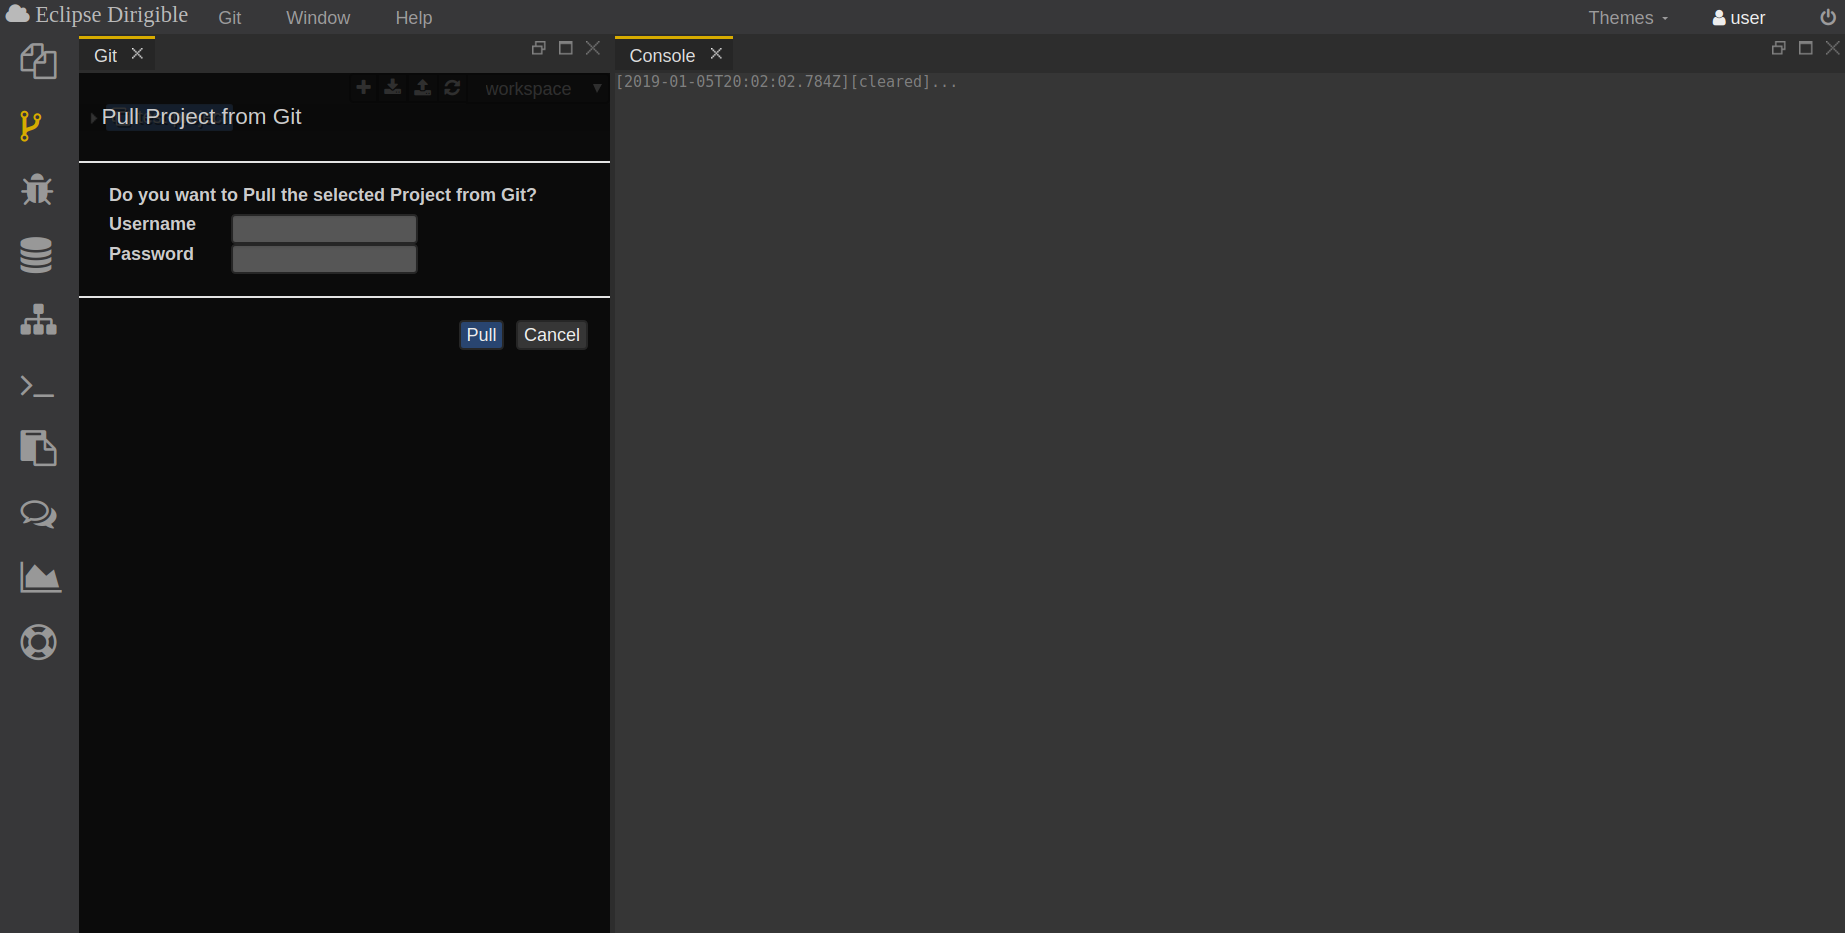 Eclipse Dirigible Git Window Help Themes user
Git Console
workspace
[2019-01-05T20:02:02.784Z][cleared]...
Pull Project from Git
Do you want to Pull the selected Project from Git?
Username
Password
Pull Cancel